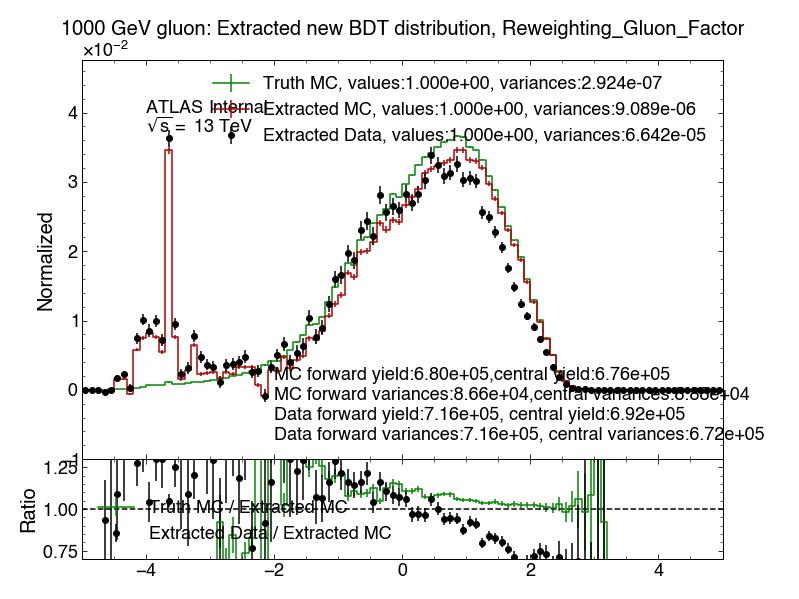 1000 GeV gluon: Extracted new BDT distribution, Reweighting_Gluon_Factor
×10⁻²
Truth MC, values:1.000e+00, variances:2.924e-07
ATLAS Internal
Extracted MC, values:1.000e+00, variances:9.089e-06
√s = 13 TeV
Extracted Data, values:1.000e+00, variances:6.642e-05
Normalized
4
3
2
1
0
MC forward yield:6.80e+05,central yield:6.76e+05
MC forward variances:8.66e+04,central variances:8.86e+04
Data forward yield:7.16e+05, central yield:6.92e+05
Data forward variances:7.16e+05, central variances:6.72e+05
Ratio
1.25
1.00
0.75
Truth MC / Extracted MC
Extracted Data / Extracted MC
−4 −2 0 2 4